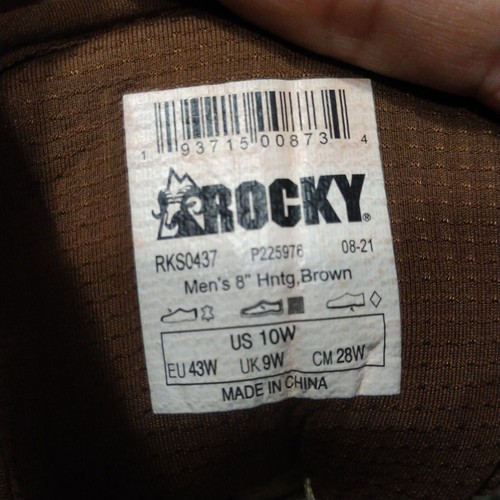 1 93715 00873 4
ROCKY®
RKS0437 P225976 08-21
Men's 8" Hntg,Brown
US 10W
EU 43W UK 9W CM 28W
MADE IN CHINA